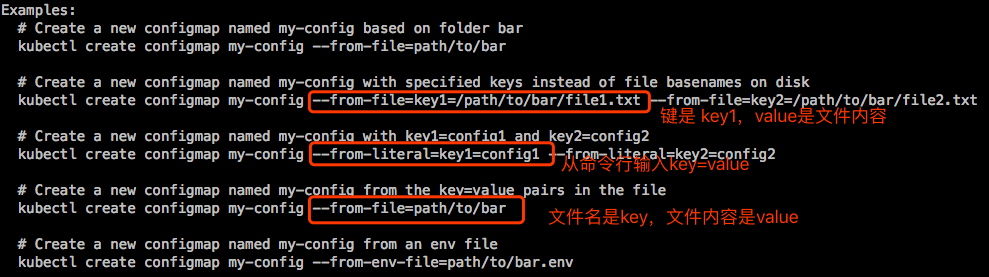 Examples:
# Create a new configmap named my-config based on folder bar
kubectl create configmap my-config --from-file=path/to/bar
# Create a new configmap named my-config with specified keys instead of file basenames on disk
kubectl create configmap my-config --from-file=key1=/path/to/bar/file1.txt --from-file=key2=/path/to/bar/file2.txt
键是 key1，value是文件内容
# Create a new configmap named my-config with key1=config1 and key2=config2
kubectl create configmap my-config --from-literal=key1=config1 --from-literal=key2=config2
从命令行输入key=value
# Create a new configmap named my-config from the key=value pairs in the file
kubectl create configmap my-config --from-file=path/to/bar
文件名是key，文件内容是value
# Create a new configmap named my-config from an env file
kubectl create configmap my-config --from-env-file=path/to/bar.env